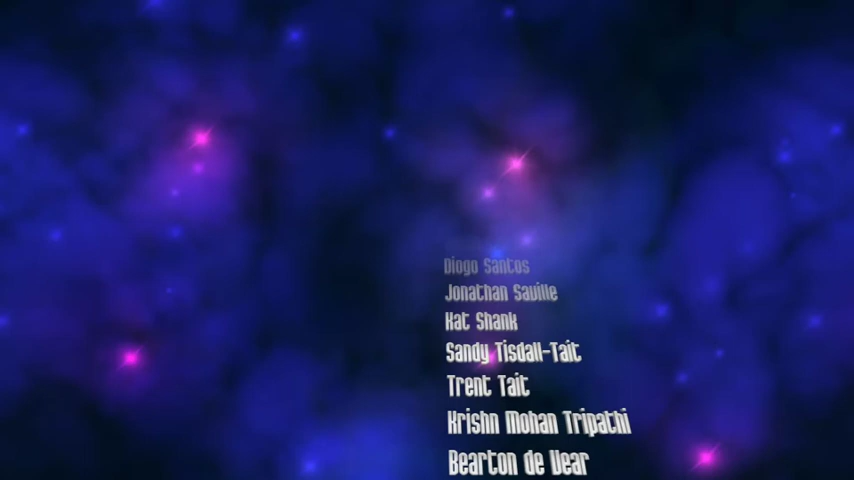 Diogo Santos
Jonathan Saville
Kat Shank
Sandy Tisdall-Tait
Trent Tait
Krishn Mohan Tripathi
Bearton de Vear